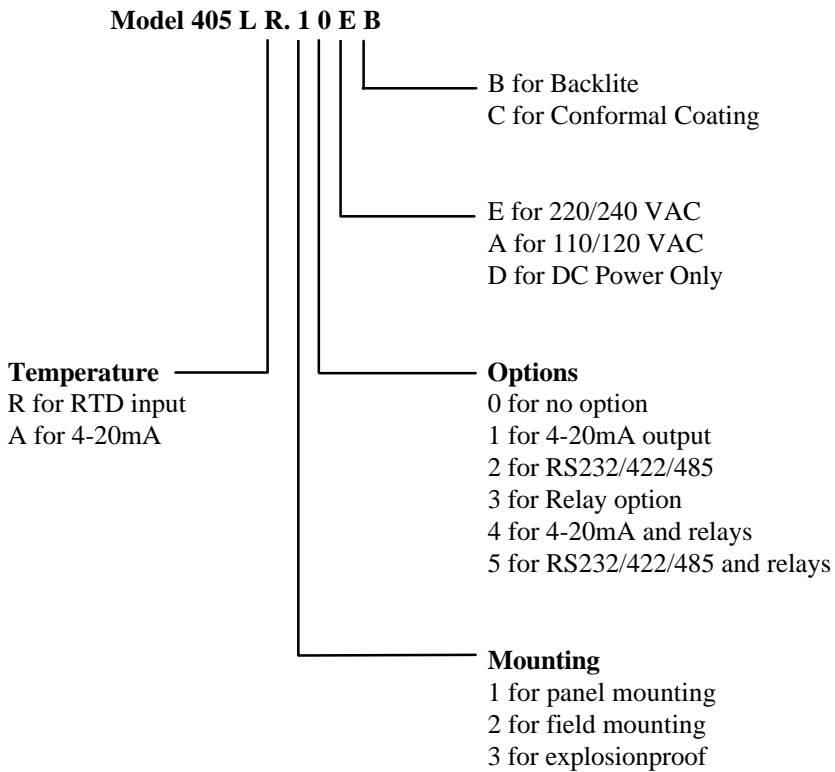 Model 405 L R. 1 0 E B
B for Backlite
C for Conformal Coating
E for 220/240 VAC
A for 110/120 VAC
D for DC Power Only
Temperature
R for RTD input
A for 4-20mA
Options
0 for no option
1 for 4-20mA output
2 for RS232/422/485
3 for Relay option
4 for 4-20mA and relays
5 for RS232/422/485 and relays
Mounting
1 for panel mounting
2 for field mounting
3 for explosionproof